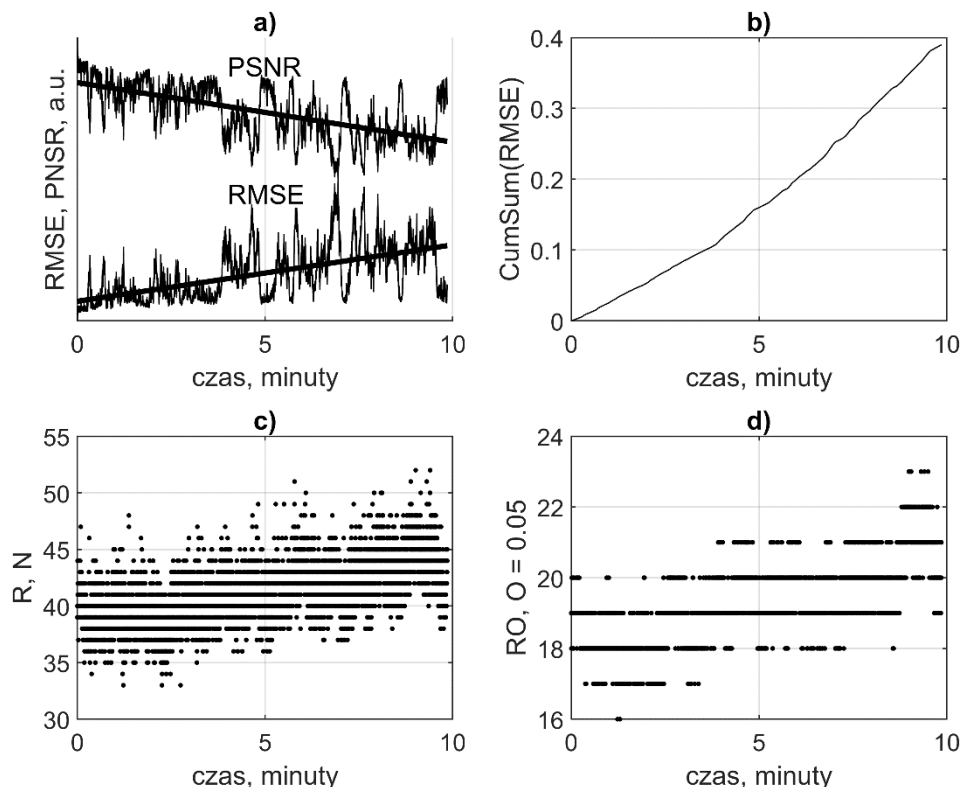 a)
PSNR
RMSE
RMSE, PNSR, a.u.
0
5
10
czas, minuty
b)
0.4
0.3
0.2
0.1
0
CumSum(RMSE)
0
5
10
czas, minuty
c)
55
50
45
40
35
30
R, N
0
5
10
czas, minuty
d)
24
22
20
18
16
RO, O = 0.05
0
5
10
czas, minuty